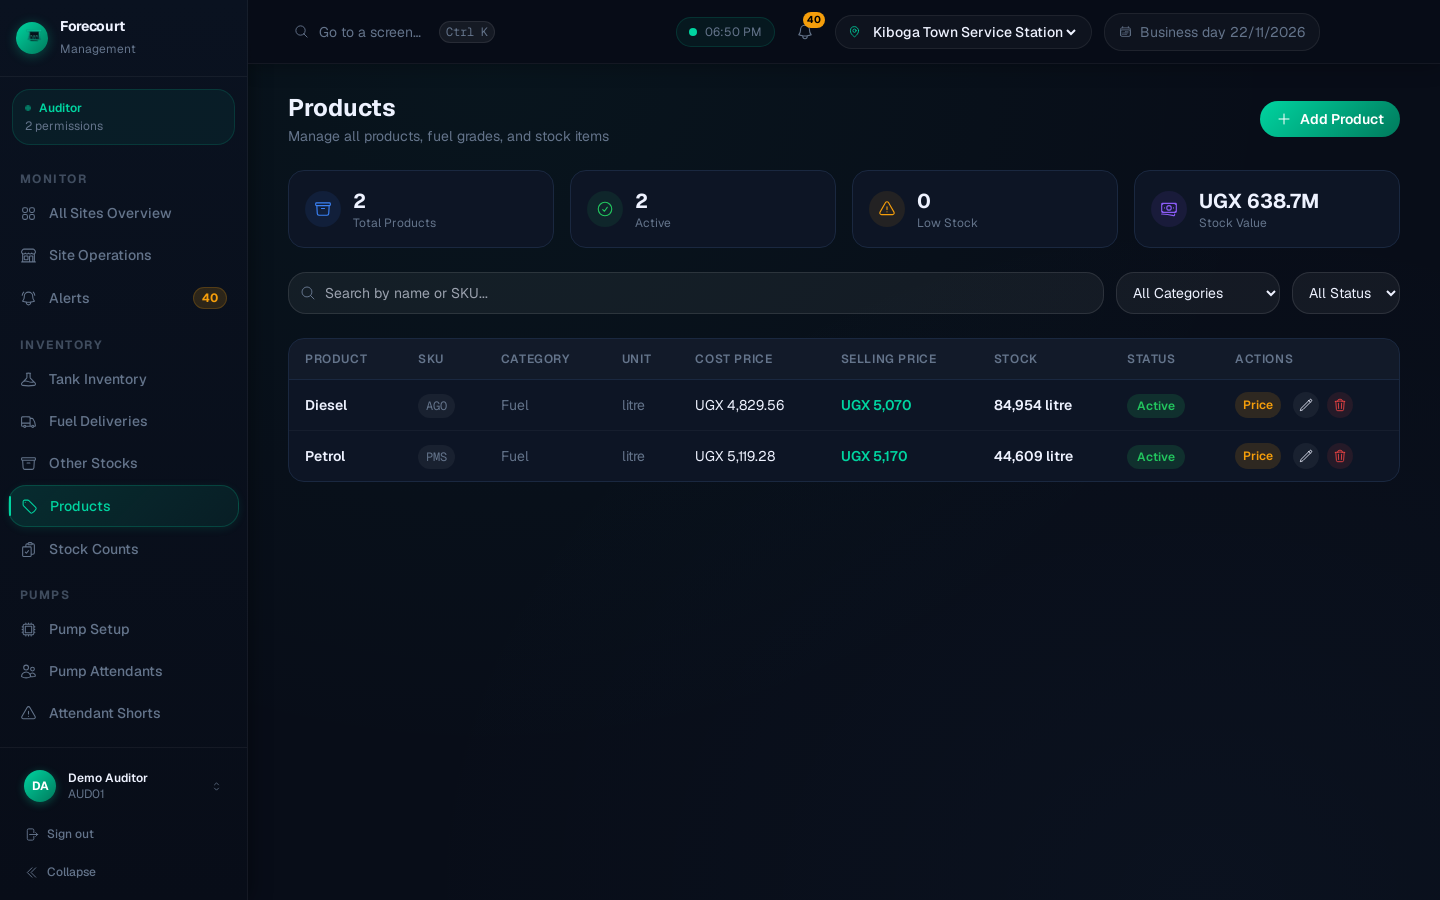 Forecourt
Management
Go to a screen...
Ctrl K
06:50 PM
40
Kiboga Town Service Station
Business day 22/11/2026
Auditor
2 permissions
MONITOR
All Sites Overview
Site Operations
Alerts
40
INVENTORY
Tank Inventory
Fuel Deliveries
Other Stocks
Products
Stock Counts
PUMPS
Pump Setup
Pump Attendants
Attendant Shorts
DA
Demo Auditor
AUD01
Sign out
Collapse
Products
Manage all products, fuel grades, and stock items
Add Product
2
Total Products
2
Active
0
Low Stock
UGX 638.7M
Stock Value
Search by name or SKU...
All Categories
All Status
PRODUCT SKU CATEGORY UNIT COST PRICE SELLING PRICE STOCK STATUS ACTIONS
Diesel AGO Fuel litre UGX 4,829.56 UGX 5,070 84,954 litre Active Price
Petrol PMS Fuel litre UGX 5,119.28 UGX 5,170 44,609 litre Active Price